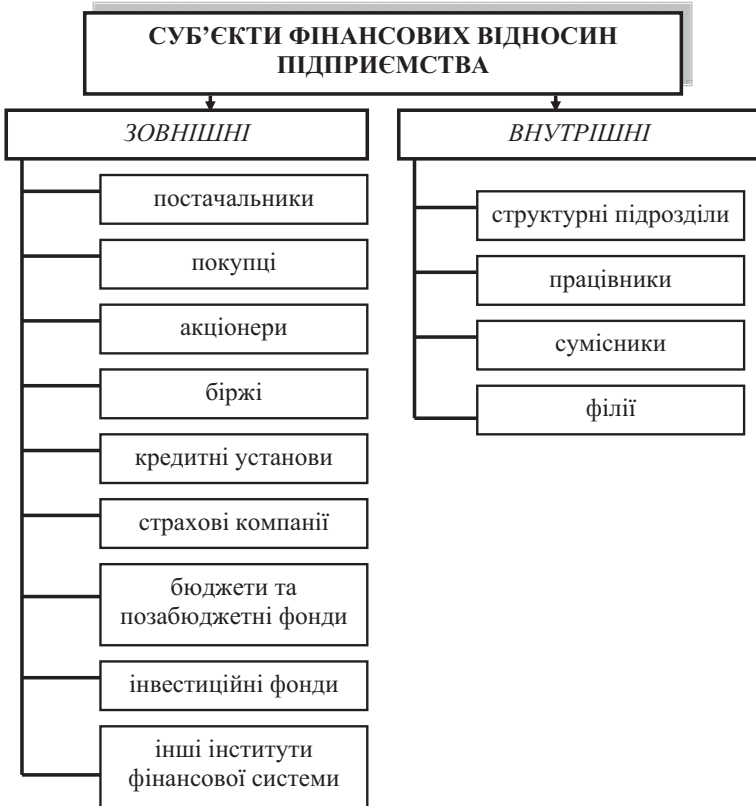 СУБ’ЄКТИ ФІНАНСОВИХ ВІДНОСИН
ПІДПРИЄМСТВА
ЗОВНІШНІ
постачальники
покупці
акціонери
біржі
кредитні установи
страхові компанії
бюджети та
позабюджетні фонди
інвестиційні фонди
інші інститути
фінансової системи
ВНУТРІШНІ
структурні підрозділи
працівники
сумісники
філії